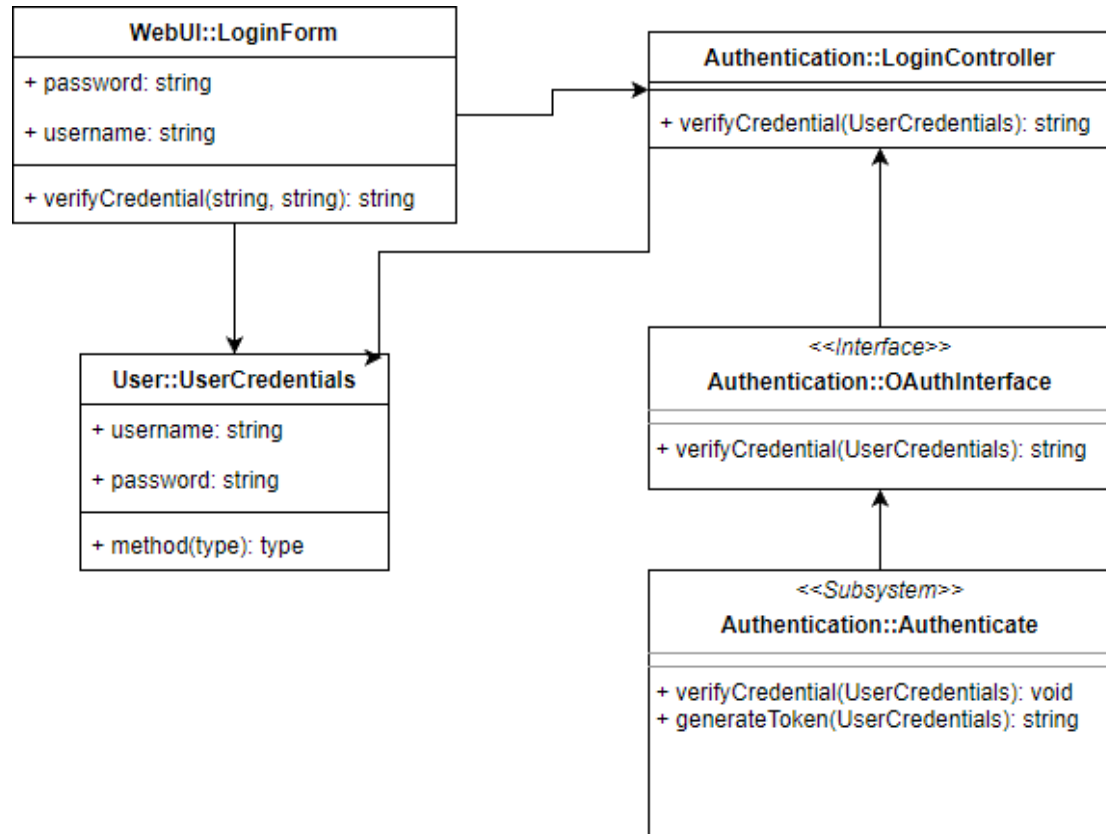 WebUI::LoginForm
+ password: string
+ username: string
+ verifyCredential(string, string): string
Authentication::LoginController
+ verifyCredential(UserCredentials): string
User::UserCredentials
+ username: string
+ password: string
+ method(type): type
<<Interface>>
Authentication::OAuthInterface
+ verifyCredential(UserCredentials): string
<<Subsystem>>
Authentication::Authenticate
+ verifyCredential(UserCredentials): void
+ generateToken(UserCredentials): string